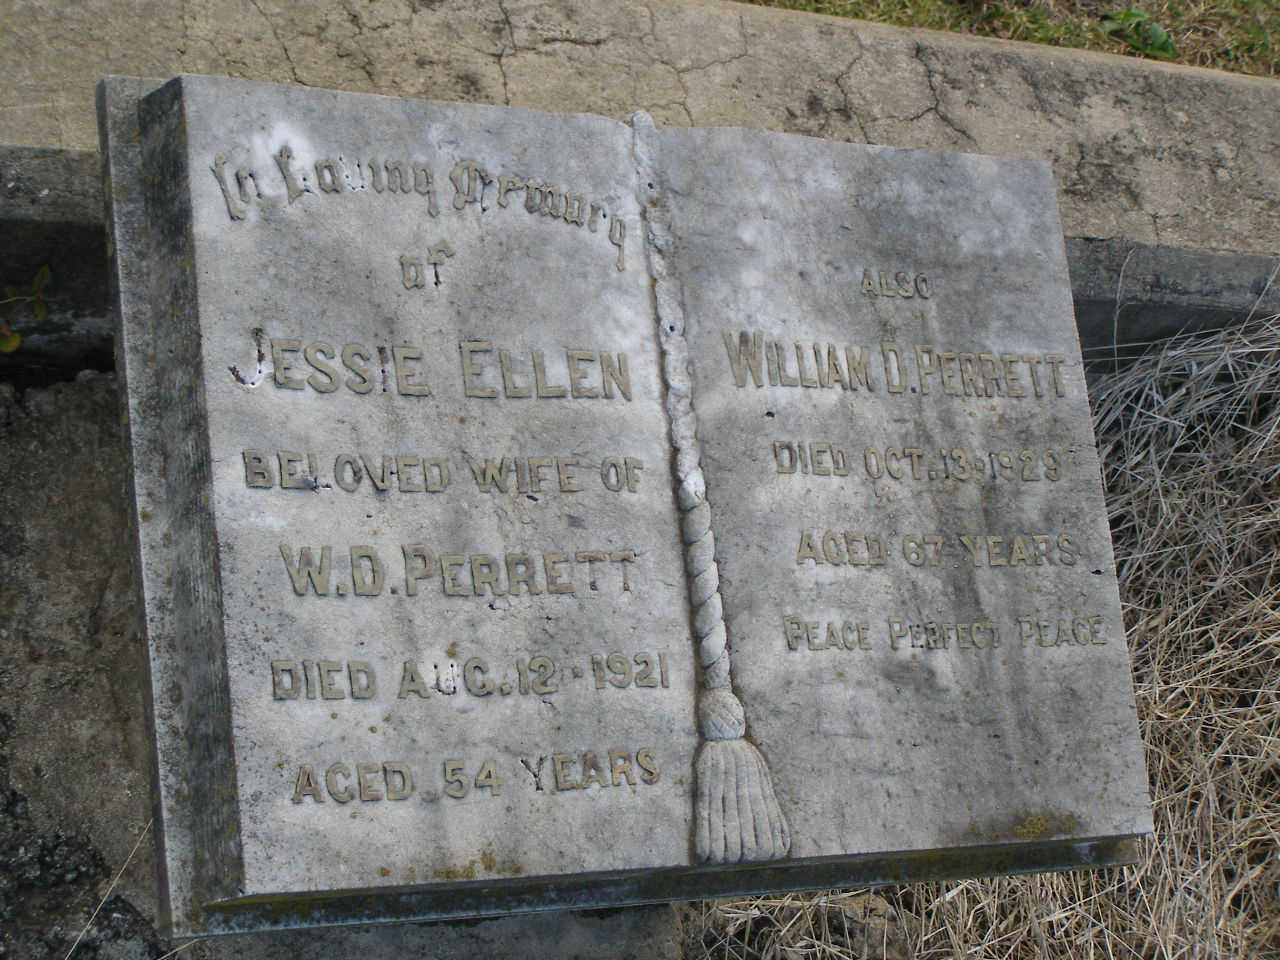 In Loving Memory
of
JESSIE ELLEN
BELOVED WIFE OF
W.D. PERRETT
DIED AUG. 12. 1921
AGED 54 YEARS
ALSO
WILLIAM D. PERRETT
DIED OCT. 13. 1929
AGED 67 YEARS
PEACE PERFECT PEACE